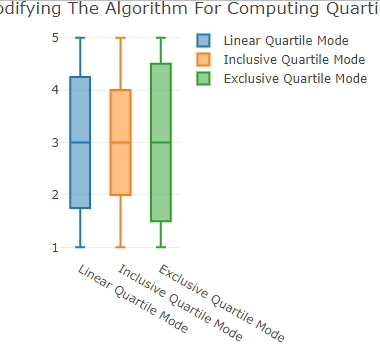 odifying The Algorithm For Computing Quarti
Linear Quartile Mode
Inclusive Quartile Mode
Exclusive Quartile Mode
5
4
3
2
1
Linear Quartile Mode
Inclusive Quartile Mode
Exclusive Quartile Mode